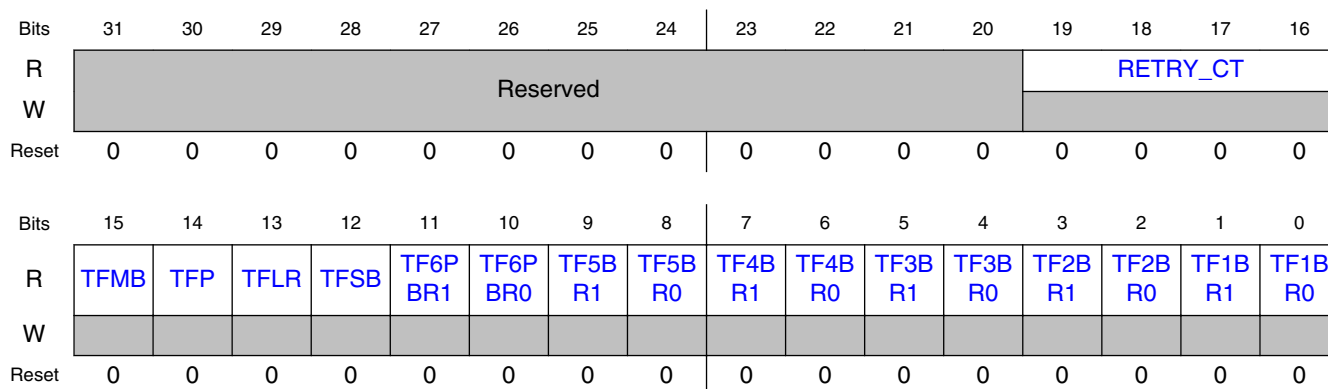 Bits 31 30 29 28 27 26 25 24 23 22 21 20 19 18 17 16
R Reserved RETRY_CT
W
Reset 0 0 0 0 0 0 0 0 0 0 0 0 0 0 0 0
Bits 15 14 13 12 11 10 9 8 7 6 5 4 3 2 1 0
R TFMB TFP TFLR TFSB TF6P TF6P TF5B TF5B TF4B TF4B TF3B TF3B TF2B TF2B TF1B TF1B
BR1 BR0 R1 R0 R1 R0 R1 R0 R1 R0 R1 R0
W
Reset 0 0 0 0 0 0 0 0 0 0 0 0 0 0 0 0